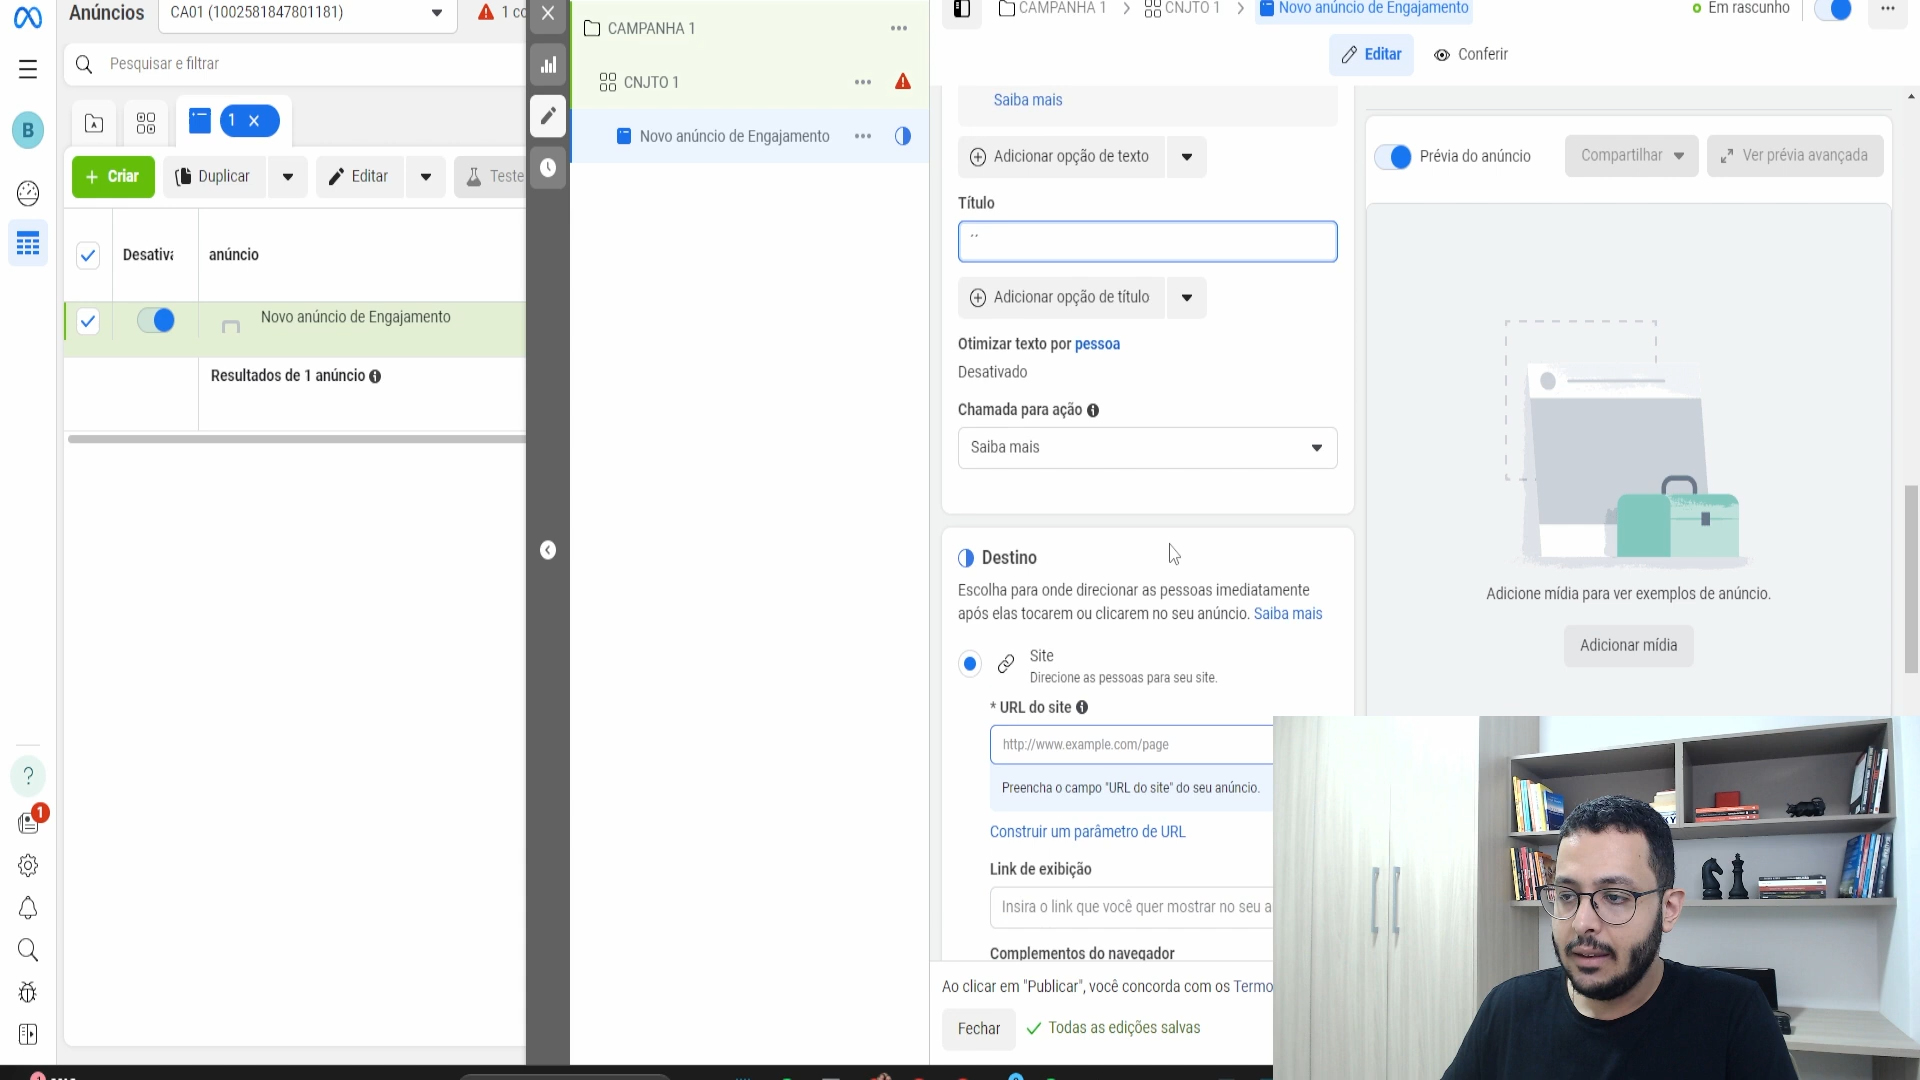 Anúncios
CA01 (1002581847801181)
Pesquisar e filtrar
B
1
+ Criar
Duplicar
Editar
Teste
anúncio
Novo anúncio de Engajamento
Resultados de 1 anúncio
?
1
CAMPANHA 1
CNJTO 1
Novo anúncio de Engajamento
CAMPANHA 1
CNJTO 1
Novo anúncio de Engajamento
Em rascunho
Editar
Conferir
Saiba mais
Adicionar opção de texto
Título
´´
Adicionar opção de título
Otimizar texto por pessoa
Desativado
Chamada para ação
Saiba mais
Destino
Escolha para onde direcionar as pessoas imediatamente
após elas tocarem ou clicarem no seu anúncio. Saiba mais
Site
Direcione as pessoas para seu site.
* URL do site
http://www.example.com/page
Preencha o campo "URL do site" do seu anúncio.
Construir um parâmetro de URL
Link de exibição
Insira o link que você quer mostrar no seu a
Complementos do navegador
Ao clicar em "Publicar", você concorda com os Termo
Fechar
Todas as edições salvas
Prévia do anúncio
Compartilhar
Ver prévia avançada
Adicione mídia para ver exemplos de anúncio.
Adicionar mídia